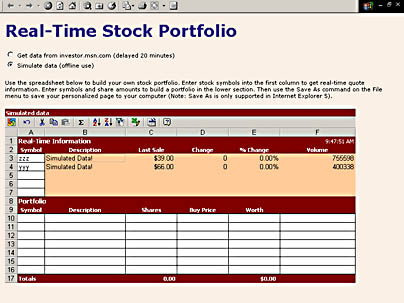 Real-Time Stock Portfolio
Get data from investor.msn.com (delayed 20 minutes)
Simulate data (offline use)
Use the spreadsheet below to build your own stock portfolio. Enter stock symbols into the first column to get real-time quote
information. Enter symbols and share amounts to build a portfolio in the lower section. Then use the Save As command on the File
menu to save your personalized page to your computer (Note: Save As is only supported in Internet Explorer 5).
Simulated data
A B C D E F
1 Real-Time Information 9:47:51 AM
2 Symbol Description Last Sale Change % Change Volume
3 zzz Simulated Data! $39.00 0 0.00% 755598
4 yyy Simulated Data! $66.00 0 0.00% 400338
5
6
7
8 Portfolio
9 Symbol Description Shares Buy Price Worth
10
11
12
13
14
15
16
17 Totals 0.00 $0.00